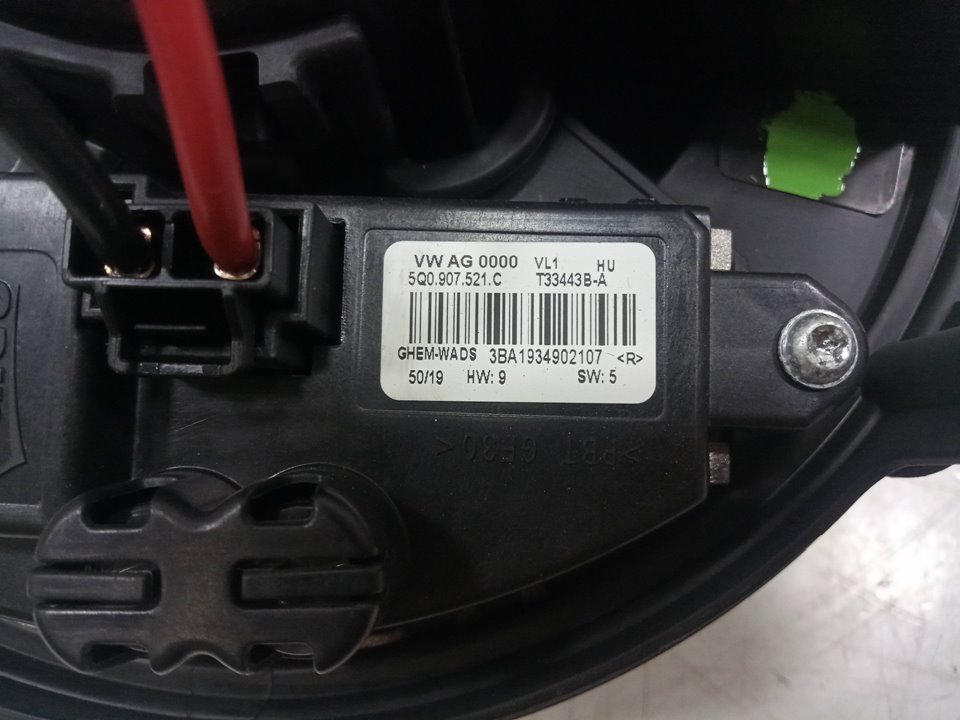 VW AG 0000 VL1 HU
5Q0.907.521.C T33443B-A
GHEM-WADS 3BA1934902107 <R>
50/19 HW: 9 SW: 5
>PBT GF30<